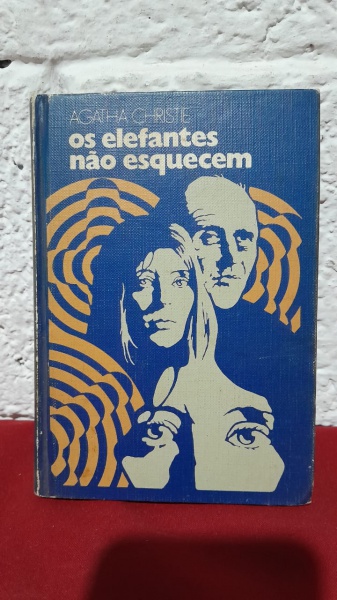 AGATHA CHRISTIE
os elefantes
não esquecem